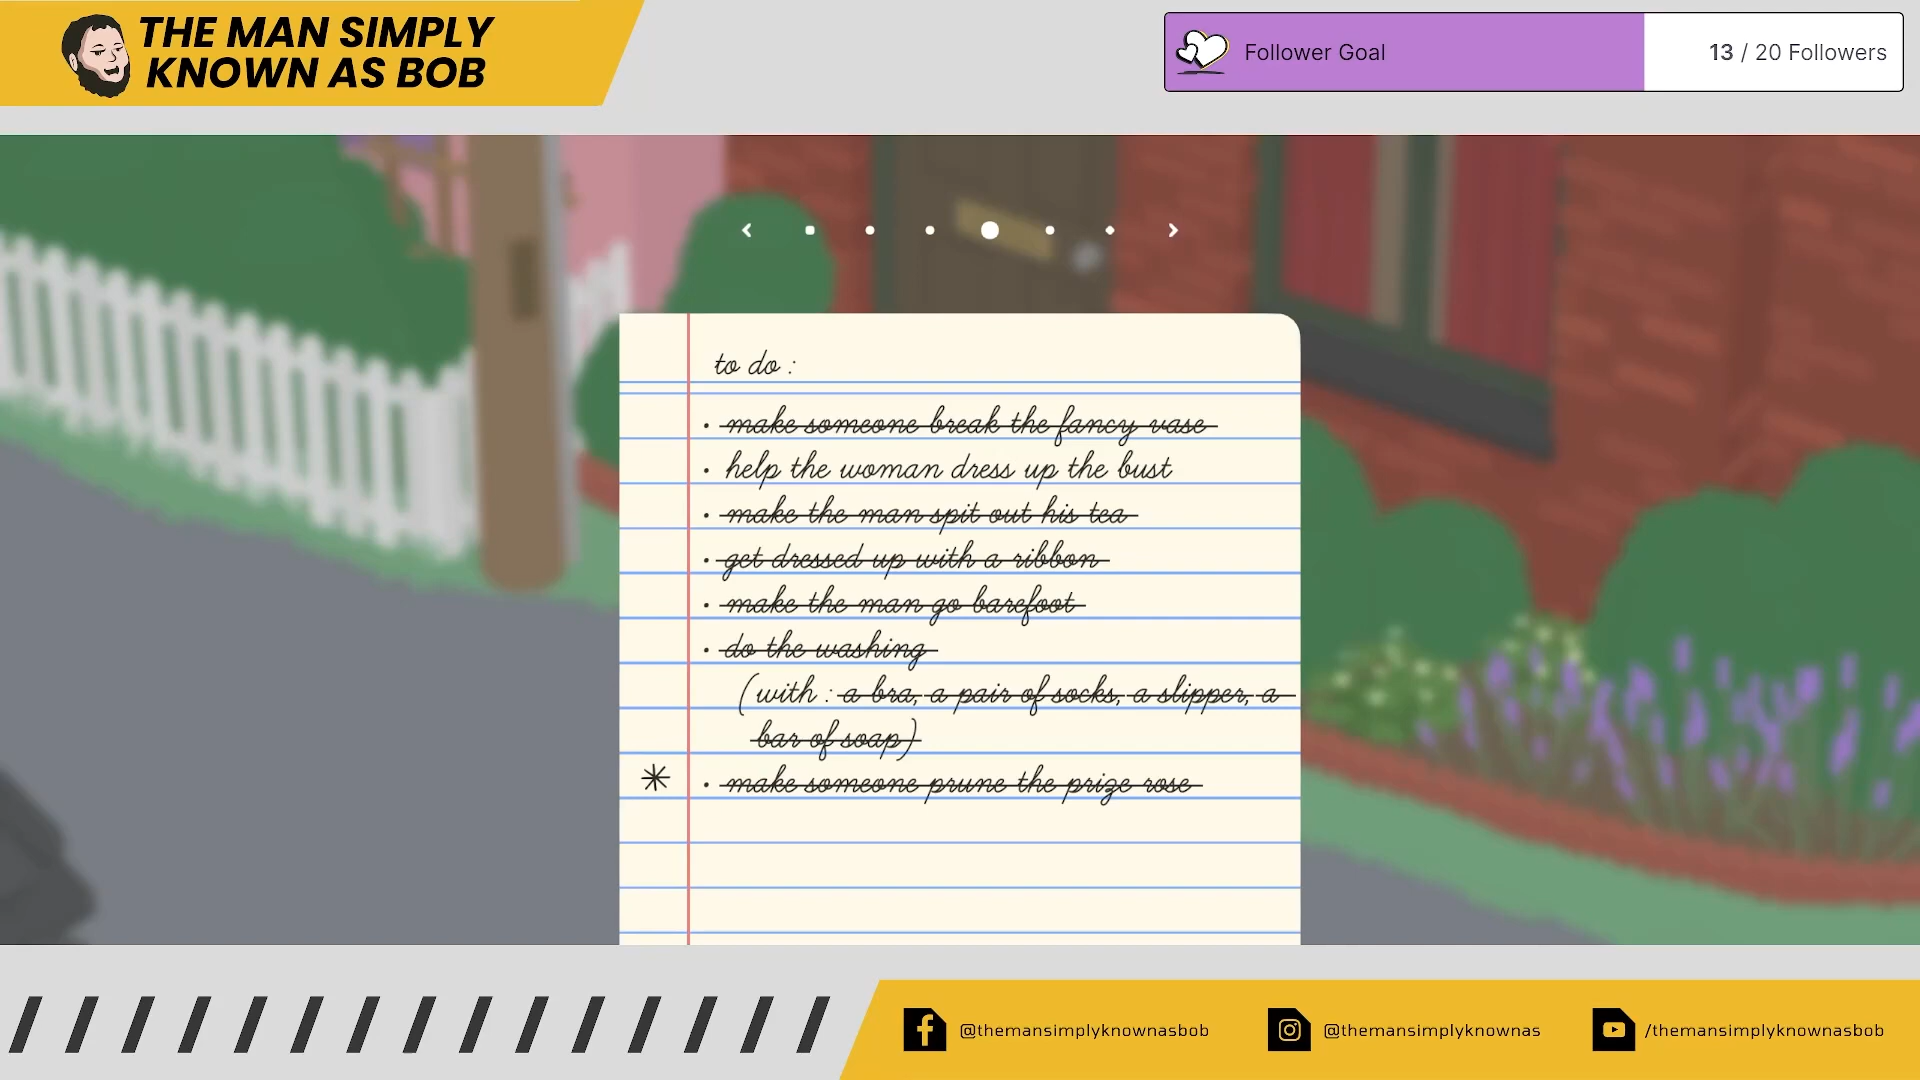 THE MAN SIMPLY
KNOWN AS BOB
Follower Goal
13 / 20 Followers
to do :
• make someone break the fancy vase
• help the woman dress up the bust
• make the man spit out his tea
• get dressed up with a ribbon
• make the man go barefoot
• do the washing
(with : a bra, a pair of socks, a slipper, a
bar of soap)
• make someone prune the prize rose
@themansimplyknownasbob
@themansimplyknownas
/themansimplyknownasbob